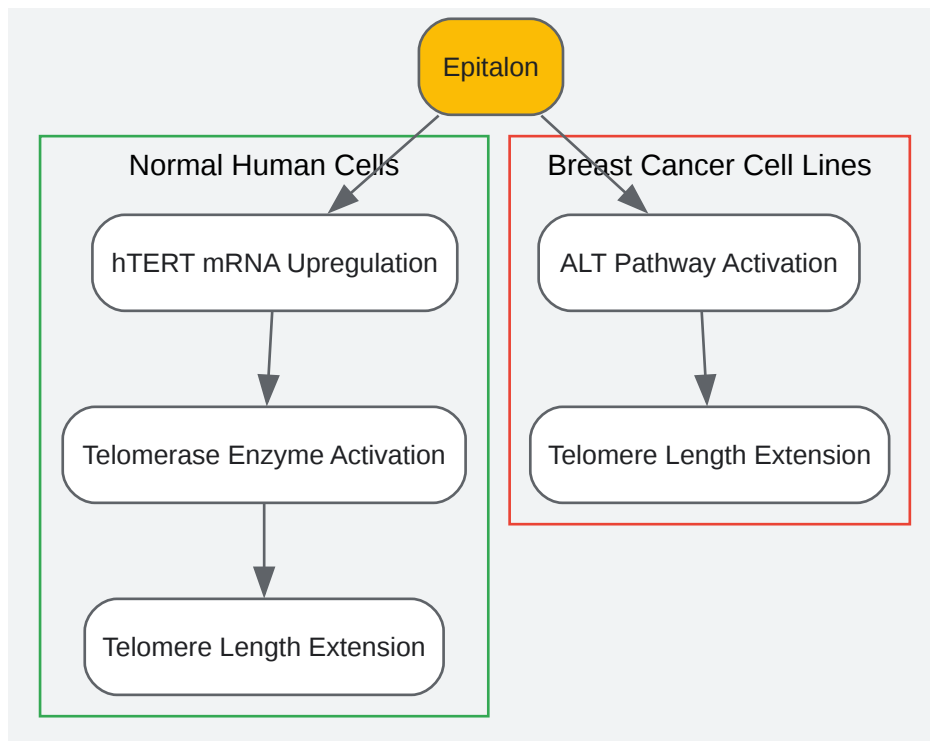 Epitalon
Normal Human Cells
hTERT mRNA Upregulation
Telomerase Enzyme Activation
Telomere Length Extension
Breast Cancer Cell Lines
ALT Pathway Activation
Telomere Length Extension